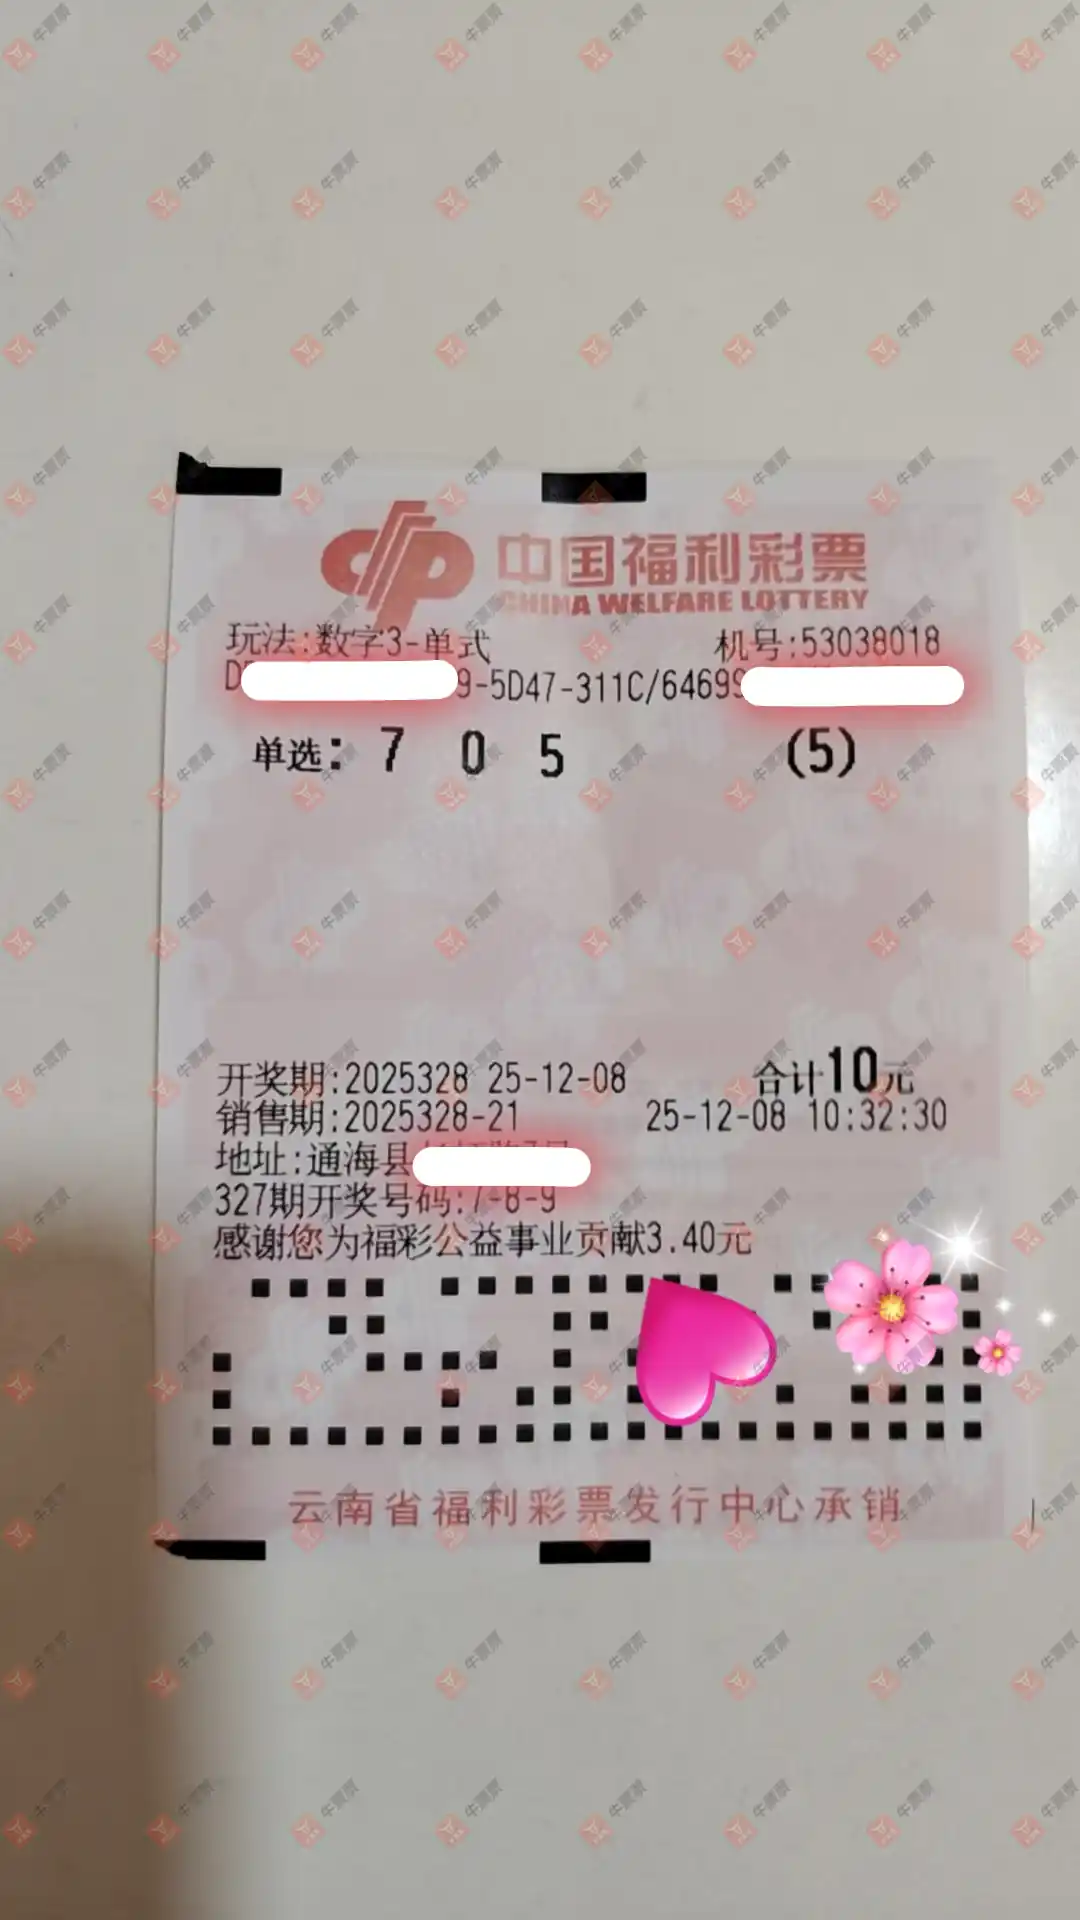 中国福利彩票
CHINA WELFARE LOTTERY
玩法:数字3-单式 机号:53038018
9-5D47-311C/64699
单选: 7 0 5 (5)
开奖期:2025328 25-12-08 合计10元
销售期:2025328-21 25-12-08 10:32:30
地址:通海县
327期开奖号码:7-8-9
感谢您为福彩公益事业贡献3.40元
云南省福利彩票发行中心承销
牛票票